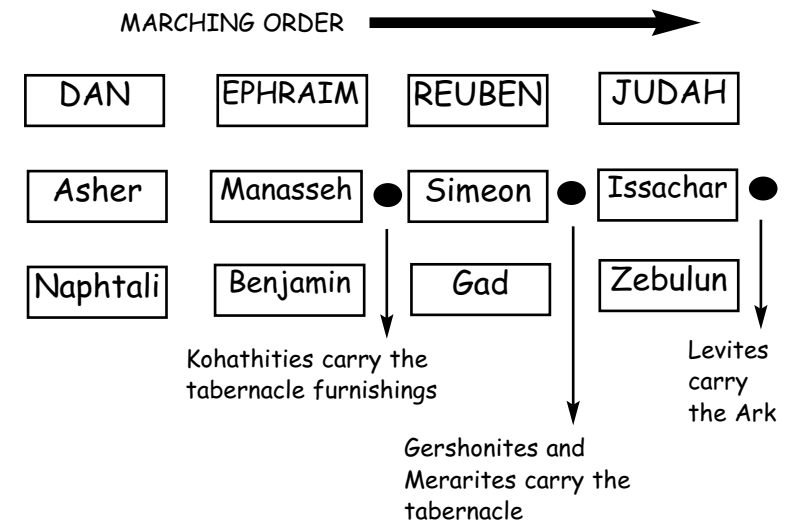 MARCHING ORDER
DAN EPHRAIM REUBEN JUDAH
Asher Manasseh Simeon Issachar
Naphtali Benjamin Gad Zebulun
Kohathities carry the
tabernacle furnishings
Levites
carry
the Ark
Gershonites and
Merarites carry the
tabernacle